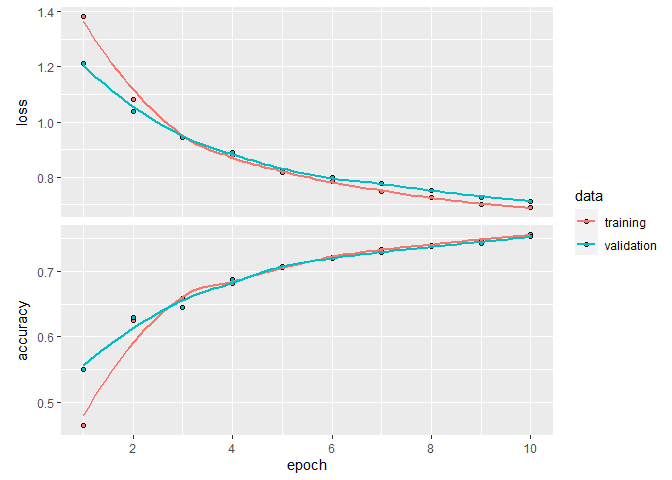 1.4
1.2
1.0
0.8
loss
0.7
0.6
0.5
accuracy
2 4 6 8 10
epoch
data
training
validation